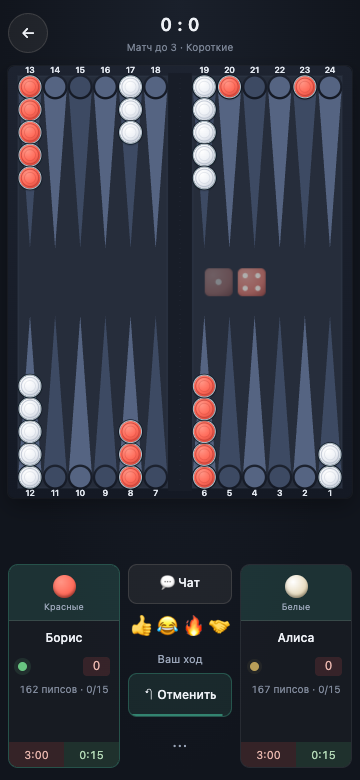 0 : 0
Матч до 3 · Короткие
13 14 15 16 17 18 19 20 21 22 23 24
12 11 10 9 8 7 6 5 4 3 2 1
Красные
Борис
0
162 пипсов · 0/15
3:00 0:15
Чат
Ваш ход
Отменить
...
Белые
Алиса
0
167 пипсов · 0/15
3:00 0:15